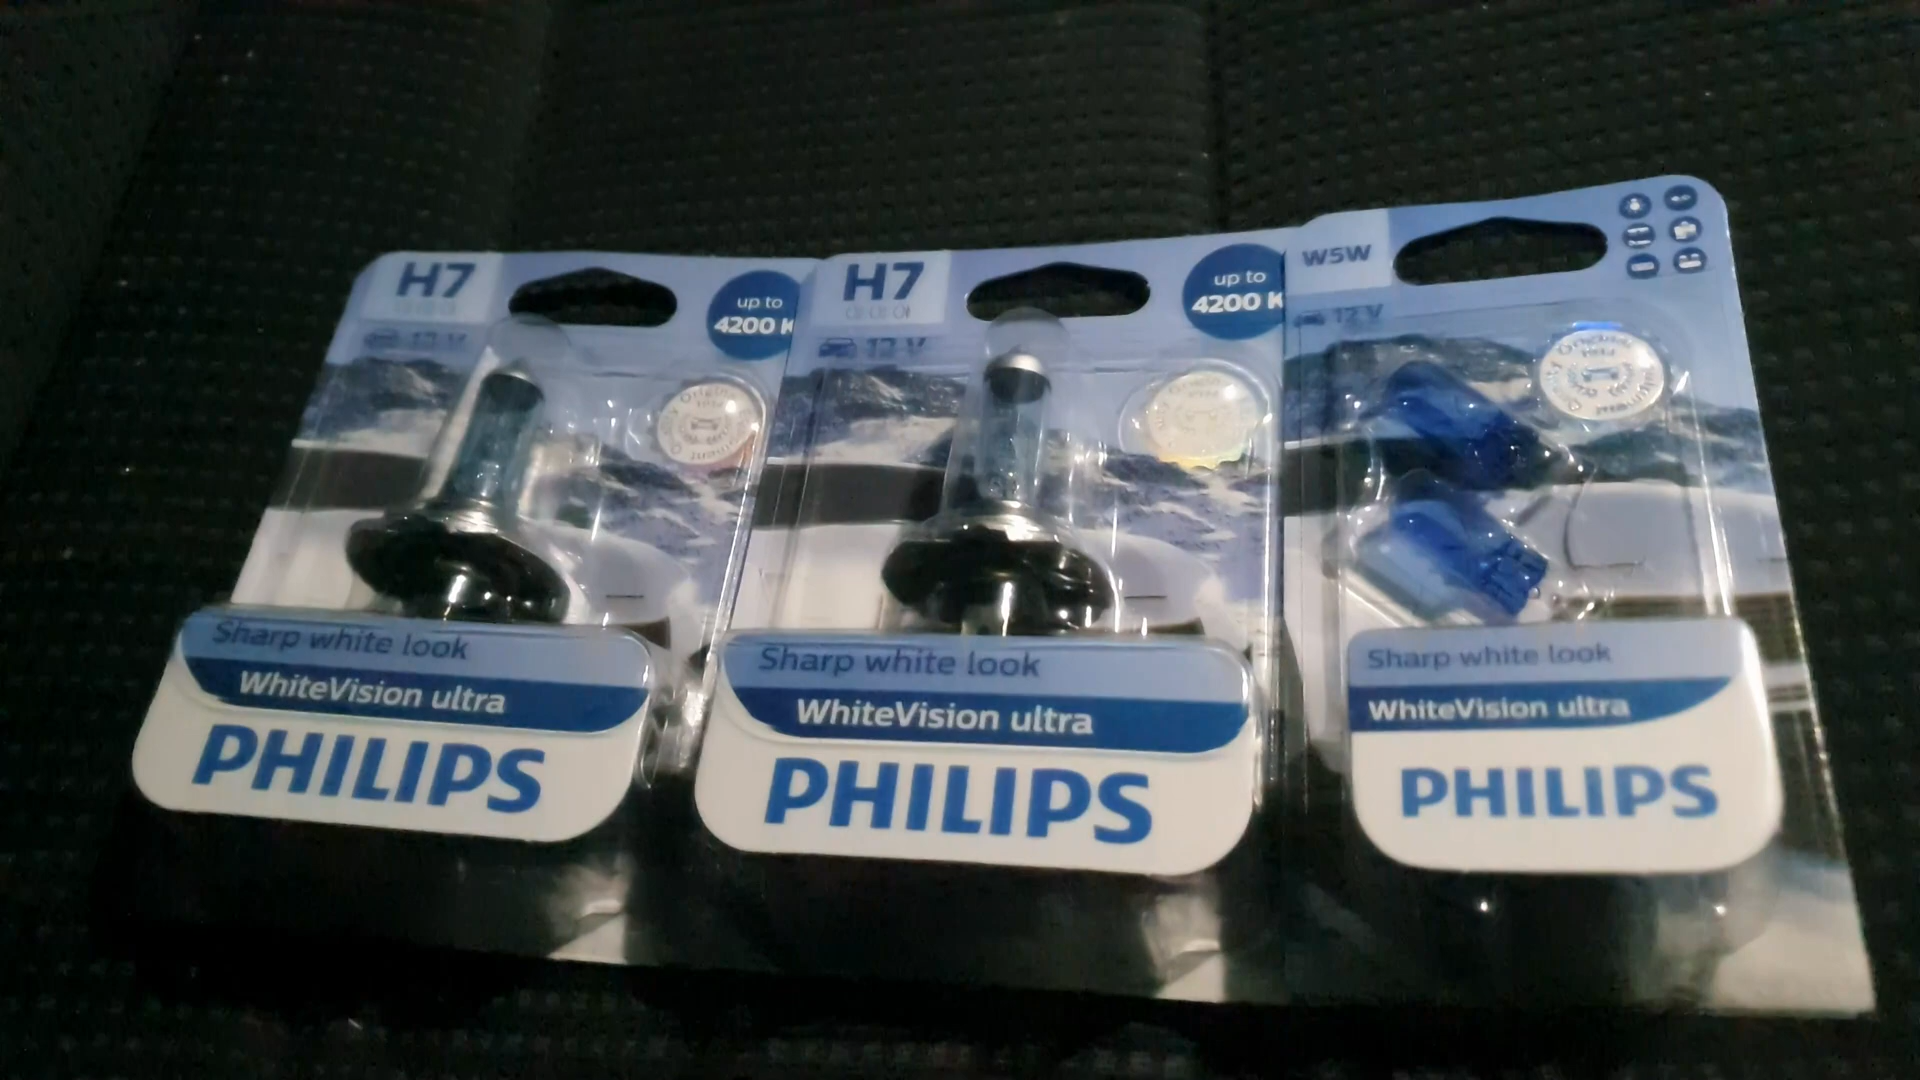 H7
up to
4200 K
12 V
Sharp white look
WhiteVision ultra
PHILIPS
H7
up to
4200 K
12 V
Sharp white look
WhiteVision ultra
PHILIPS
W5W
12 V
Sharp white look
WhiteVision ultra
PHILIPS